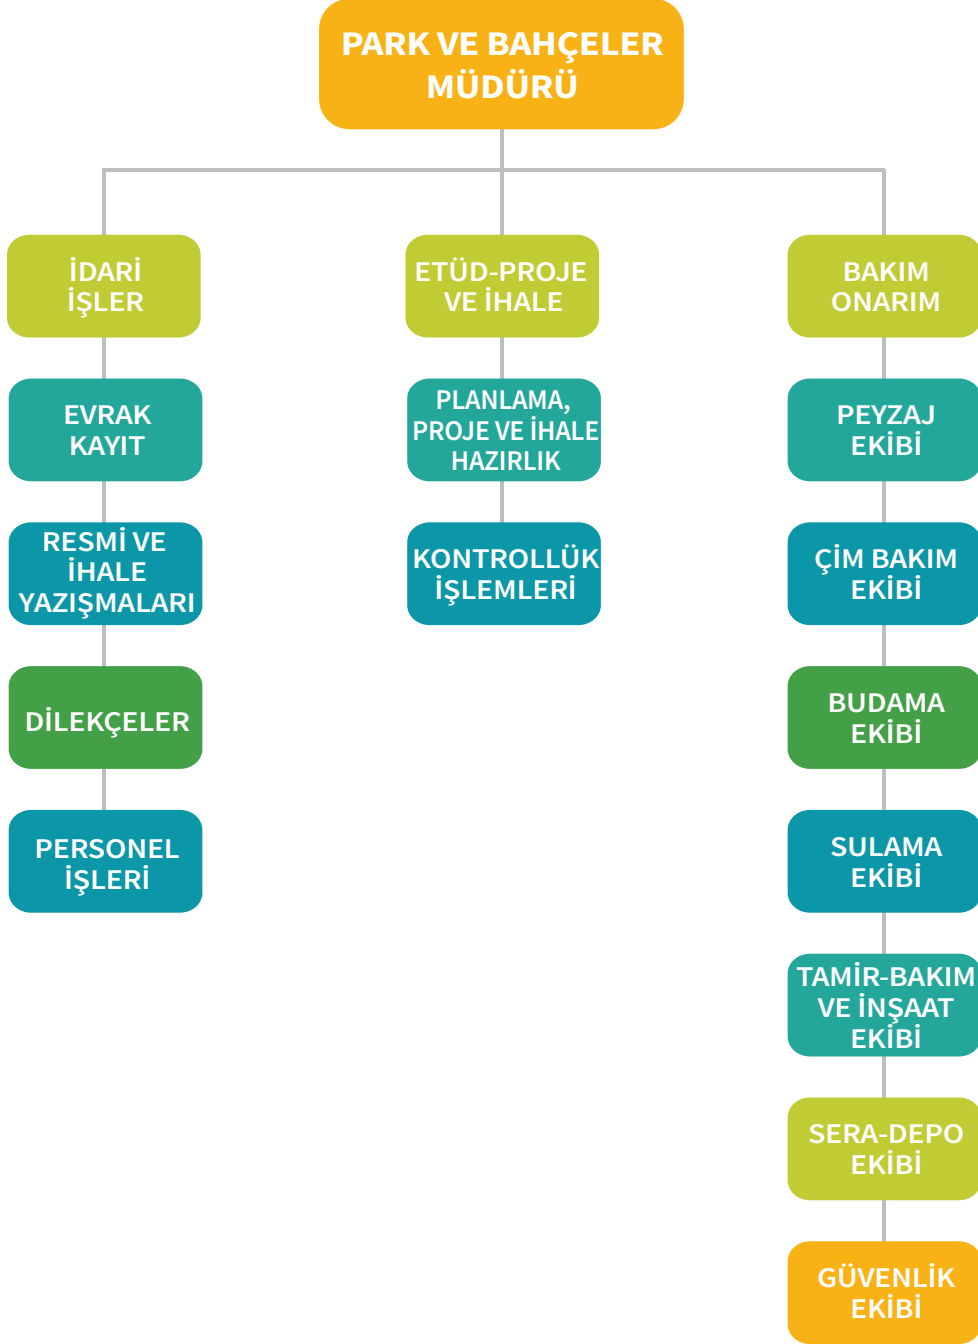 PARK VE BAHÇELER
MÜDÜRÜ
İDARİ
İŞLER
EVRAK
KAYIT
RESMİ VE
İHALE
YAZIŞMALARI
DİLEKÇELER
PERSONEL
İŞLERİ
ETÜD-PROJE
VE İHALE
PLANLAMA,
PROJE VE İHALE
HAZIRLIK
KONTROLLÜK
İŞLEMLERİ
BAKIM
ONARIM
PEYZAJ
EKİBİ
ÇİM BAKIM
EKİBİ
BUDAMA
EKİBİ
SULAMA
EKİBİ
TAMİR-BAKIM
VE İNŞAAT
EKİBİ
SERA-DEPO
EKİBİ
GÜVENLİK
EKİBİ